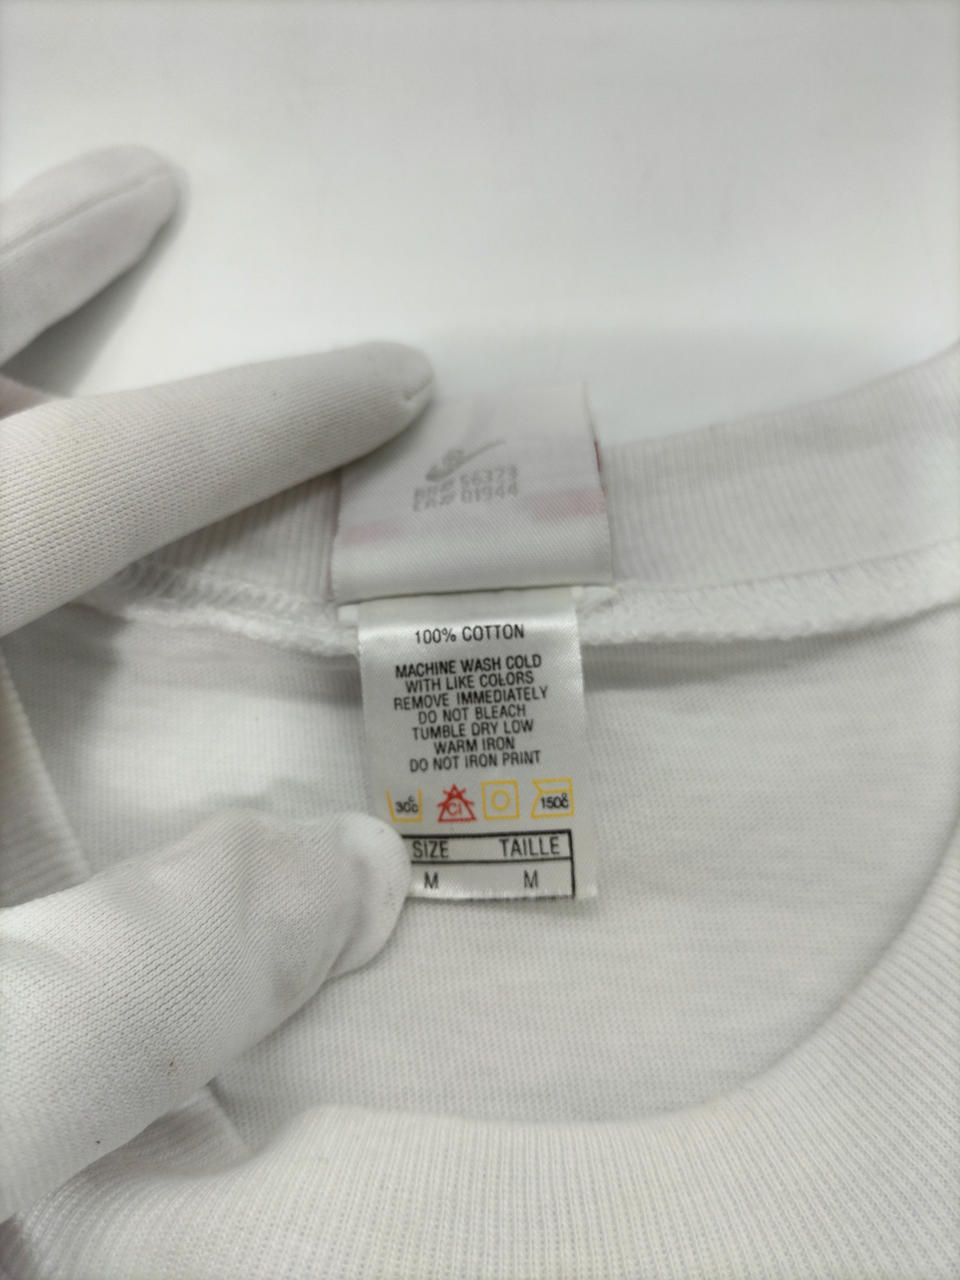 RN# 56323
CA# 01944
100% COTTON
MACHINE WASH COLD
WITH LIKE COLORS
REMOVE IMMEDIATELY
DO NOT BLEACH
TUMBLE DRY LOW
WARM IRON
DO NOT IRON PRINT
30°C Cl 150°C
SIZE TAILLE
M M